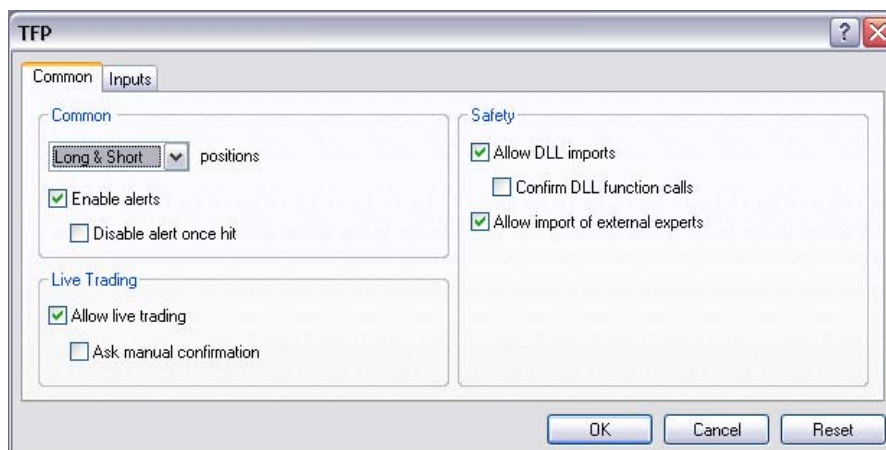 TFP
Common
Inputs
Common
Long & Short positions
Enable alerts
Disable alert once hit
Live Trading
Allow live trading
Ask manual confirmation
Safety
Allow DLL imports
Confirm DLL function calls
Allow import of external experts
OK
Cancel
Reset